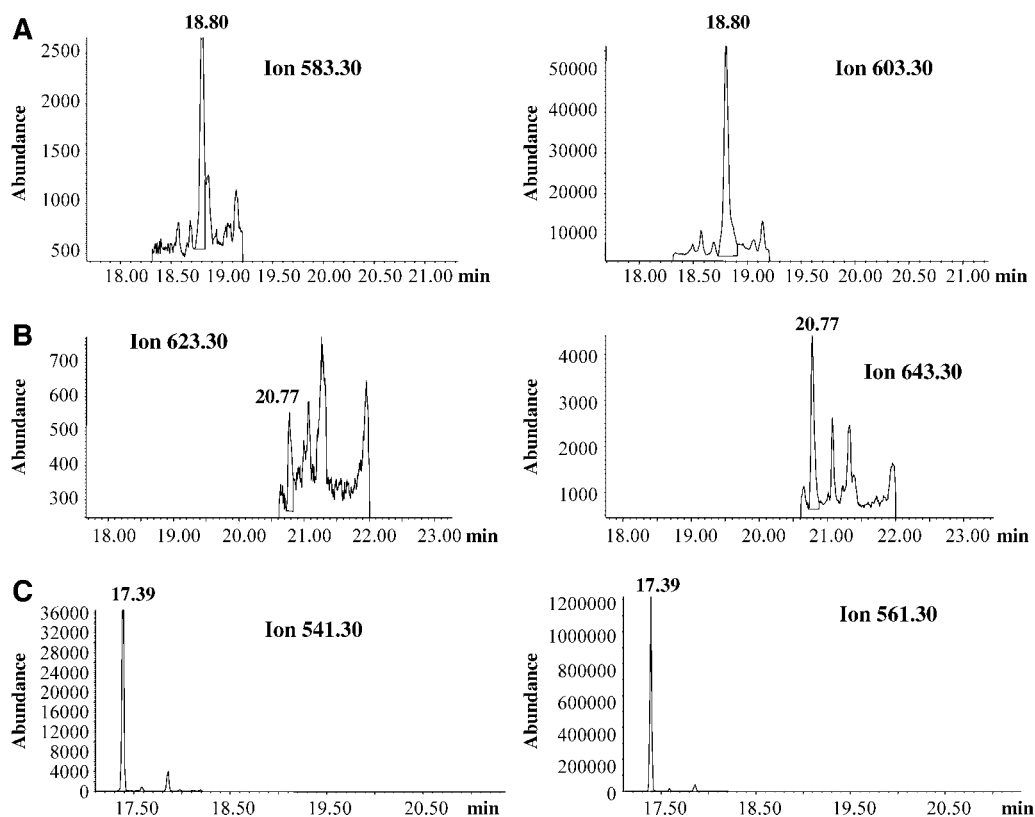 A
18.80
Ion 583.30
Abundance
2500
2000
1500
1000
500
18.00 18.50 19.00 19.50 20.00 20.50 21.00 min
18.80
Ion 603.30
Abundance
50000
40000
30000
20000
10000
18.00 18.50 19.00 19.50 20.00 20.50 21.00 min
B
Ion 623.30
20.77
Abundance
700
600
500
400
300
18.00 19.00 20.00 21.00 22.00 23.00 min
20.77
Ion 643.30
Abundance
4000
3000
2000
1000
18.00 19.00 20.00 21.00 22.00 23.00 min
C
17.39
Ion 541.30
Abundance
36000
32000
28000
24000
20000
16000
12000
8000
4000
0
17.50 18.50 19.50 20.50 min
17.39
Ion 561.30
Abundance
1200000
1000000
800000
600000
400000
200000
0
17.50 18.50 19.50 20.50 min